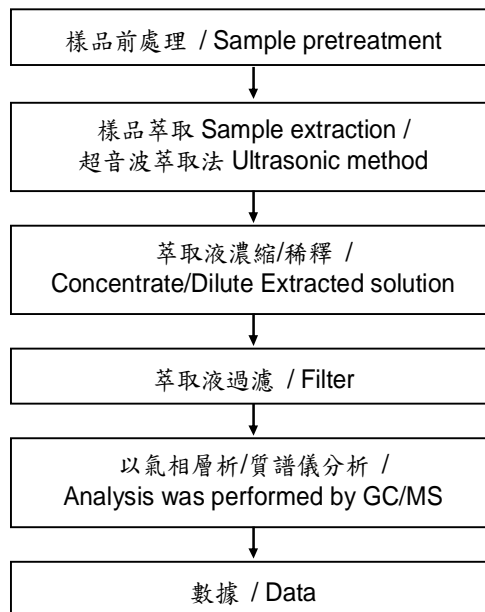 樣品前處理 / Sample pretreatment
樣品萃取 Sample extraction /
超音波萃取法 Ultrasonic method
萃取液濃縮/稀釋 /
Concentrate/Dilute Extracted solution
萃取液過濾 / Filter
以氣相層析/質譜儀分析 /
Analysis was performed by GC/MS
數據 / Data